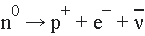 n⁰ → p⁺ + e⁻ + ν̅